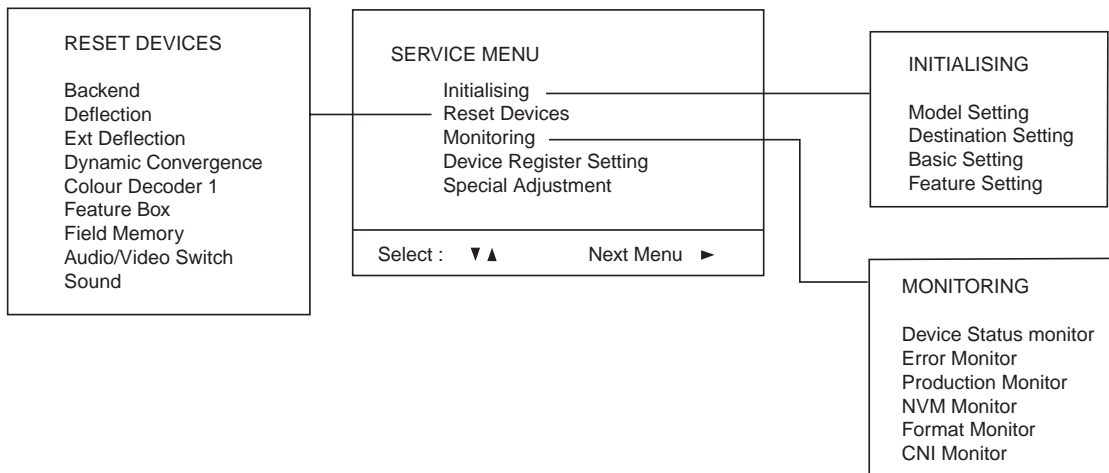 RESET DEVICES
Backend
Deflection
Ext Deflection
Dynamic Convergence
Colour Decoder 1
Feature Box
Field Memory
Audio/Video Switch
Sound
SERVICE MENU
Initialising
Reset Devices
Monitoring
Device Register Setting
Special Adjustment
Select : ▼▲ Next Menu ►
INITIALISING
Model Setting
Destination Setting
Basic Setting
Feature Setting
MONITORING
Device Status monitor
Error Monitor
Production Monitor
NVM Monitor
Format Monitor
CNI Monitor